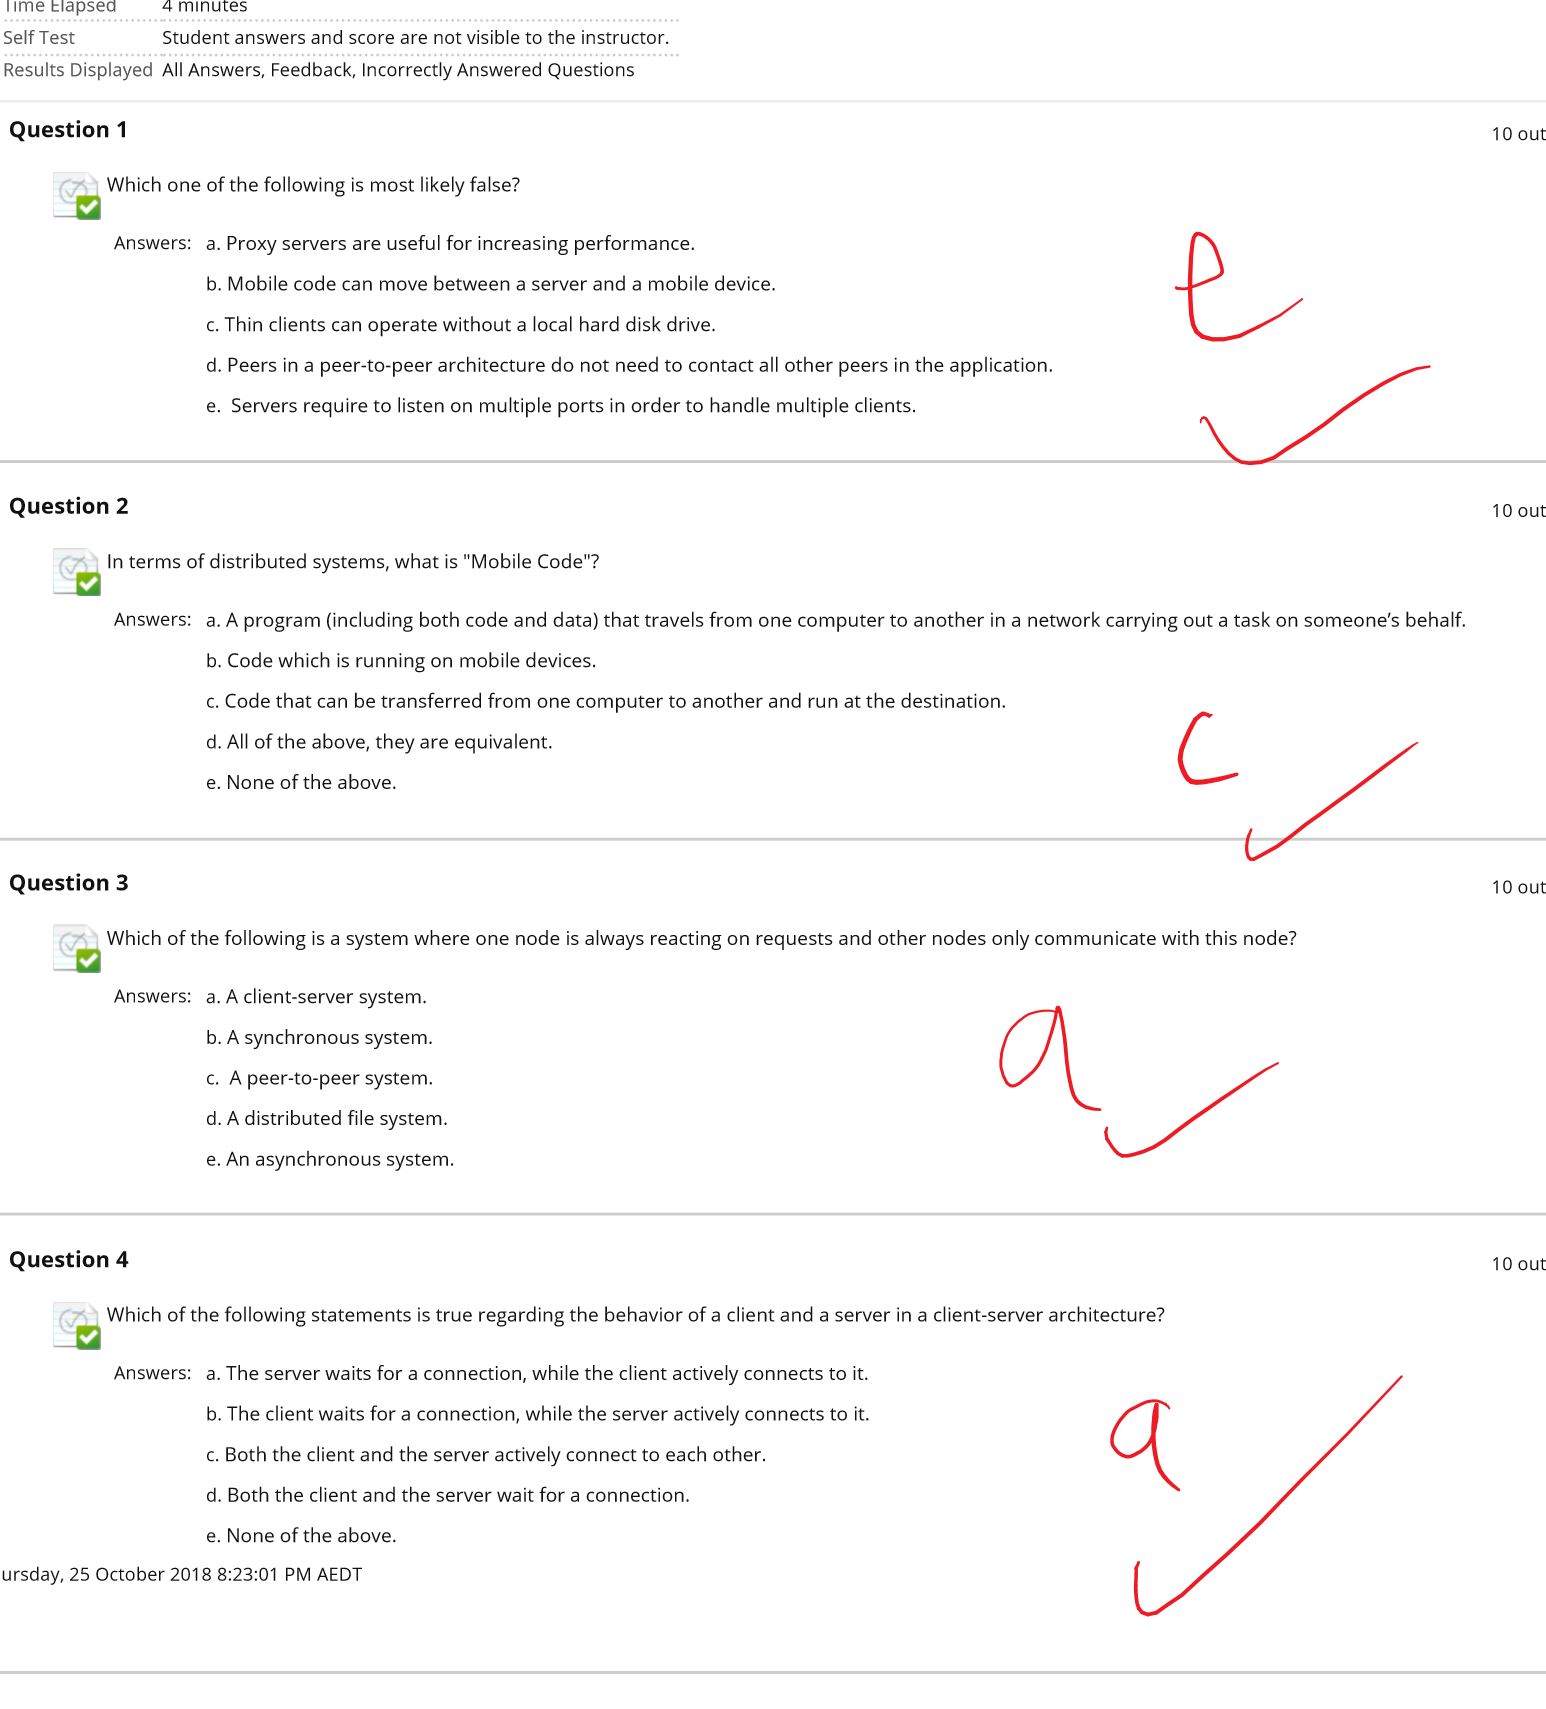 Time Elapsed 4 minutes
Self Test Student answers and score are not visible to the instructor.
Results Displayed All Answers, Feedback, Incorrectly Answered Questions
Question 1 10 out
Which one of the following is most likely false?
Answers: a. Proxy servers are useful for increasing performance.
b. Mobile code can move between a server and a mobile device.
e
c. Thin clients can operate without a local hard disk drive.
d. Peers in a peer-to-peer architecture do not need to contact all other peers in the application.
e. Servers require to listen on multiple ports in order to handle multiple clients.
Question 2 10 out
In terms of distributed systems, what is "Mobile Code"?
Answers: a. A program (including both code and data) that travels from one computer to another in a network carrying out a task on someone’s behalf.
b. Code which is running on mobile devices.
c. Code that can be transferred from one computer to another and run at the destination.
d. All of the above, they are equivalent.
c
e. None of the above.
Question 3 10 out
Which of the following is a system where one node is always reacting on requests and other nodes only communicate with this node?
Answers: a. A client-server system.
b. A synchronous system.
a
c. A peer-to-peer system.
d. A distributed file system.
e. An asynchronous system.
Question 4 10 out
Which of the following statements is true regarding the behavior of a client and a server in a client-server architecture?
Answers: a. The server waits for a connection, while the client actively connects to it.
b. The client waits for a connection, while the server actively connects to it.
a
c. Both the client and the server actively connect to each other.
d. Both the client and the server wait for a connection.
e. None of the above.
ursday, 25 October 2018 8:23:01 PM AEDT